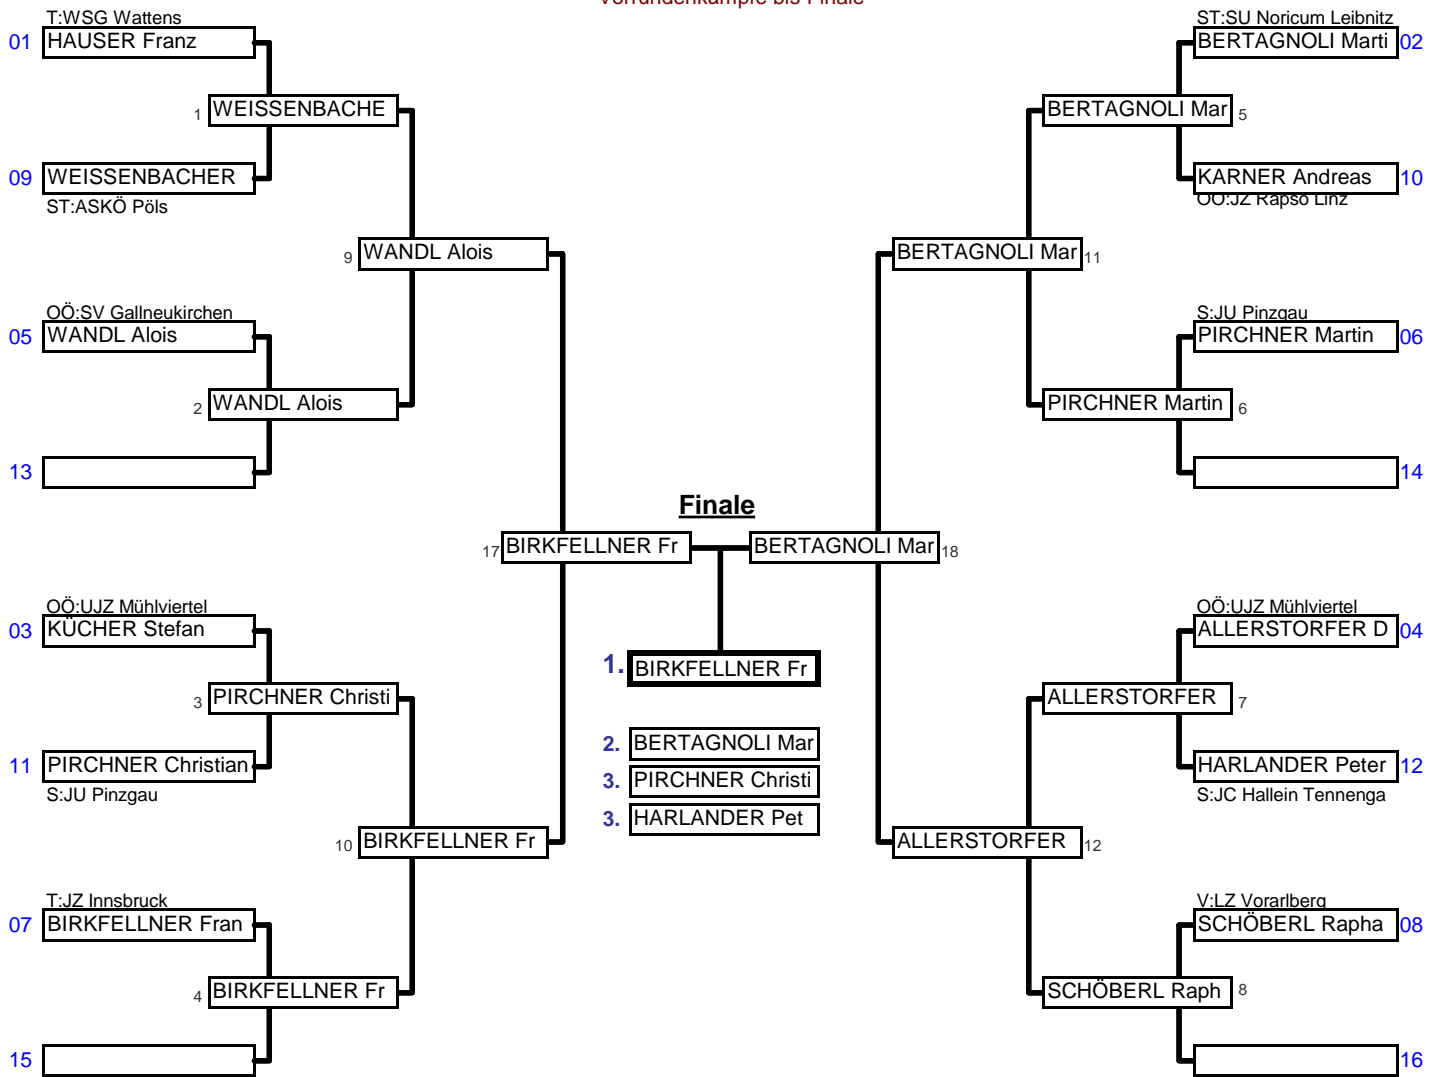 Vorrundenkämpfe bis Finale
T:WSG Wattens
01 HAUSER Franz
1 WEISSENBACHE
09 WEISSENBACHER
ST:ASKÖ Pöls
9 WANDL Alois
OÖ:SV Gallneukirchen
05 WANDL Alois
2 WANDL Alois
13
17 BIRKFELLNER Fr
OÖ:UJZ Mühlviertel
03 KÜCHER Stefan
3 PIRCHNER Christi
11 PIRCHNER Christian
S:JU Pinzgau
10 BIRKFELLNER Fr
T:JZ Innsbruck
07 BIRKFELLNER Fran
4 BIRKFELLNER Fr
15
Finale
1. BIRKFELLNER Fr
2. BERTAGNOLI Mar
3. PIRCHNER Christi
3. HARLANDER Pet
ST:SU Noricum Leibnitz
BERTAGNOLI Marti 02
BERTAGNOLI Mar 5
KARNER Andreas 10
OÖ:JZ Rapso Linz
BERTAGNOLI Mar 11
S:JU Pinzgau
PIRCHNER Martin 06
PIRCHNER Martin 6
14
BERTAGNOLI Mar 18
OÖ:UJZ Mühlviertel
ALLERSTORFER D 04
ALLERSTORFER 7
HARLANDER Peter 12
S:JC Hallein Tennenga
ALLERSTORFER 12
V:LZ Vorarlberg
SCHÖBERL Rapha 08
SCHÖBERL Raph 8
16